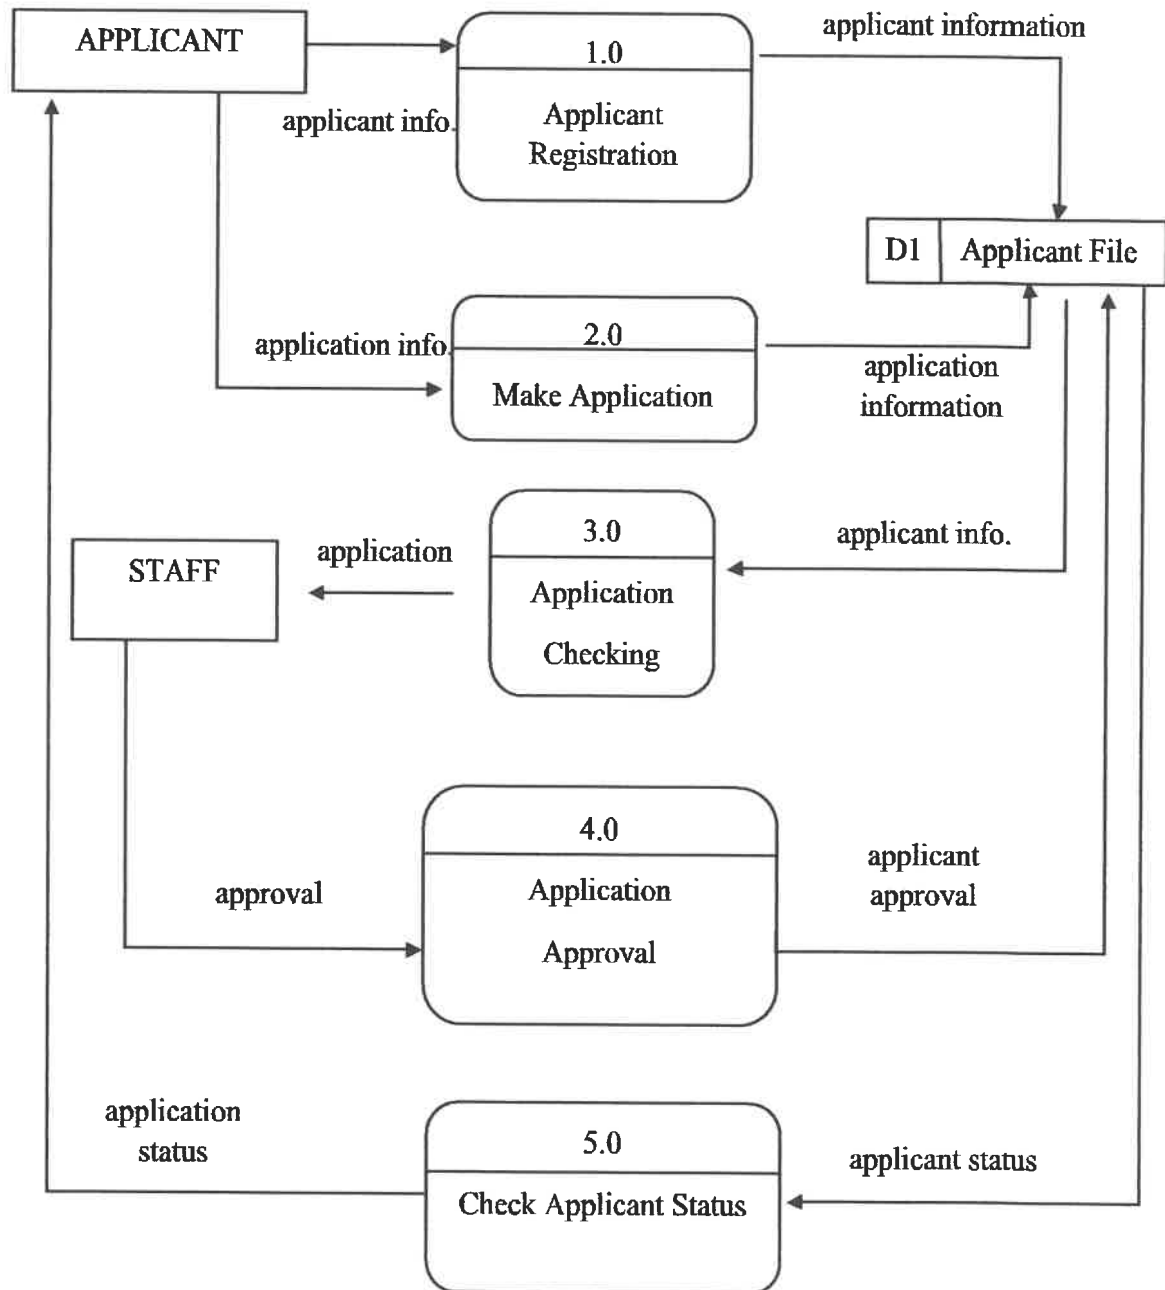 APPLICANT
1.0
applicant information
applicant info.
Applicant
Registration
D1
Applicant File
application info.
2.0
Make Application
application
information
3.0
applicant info.
application
STAFF
Application
Checking
4.0
applicant
approval
approval
Application
Approval
application
status
5.0
applicant status
Check Applicant Status